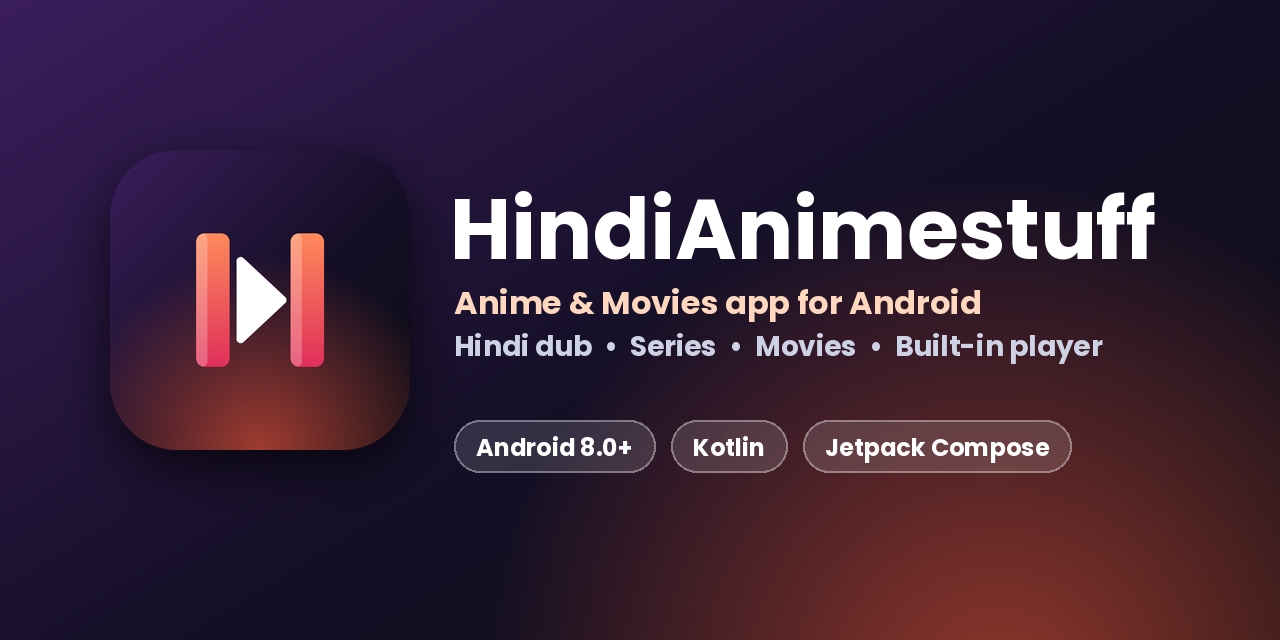 HindiAnimestuff
Anime & Movies app for Android
Hindi dub • Series • Movies • Built-in player
Android 8.0+ Kotlin Jetpack Compose